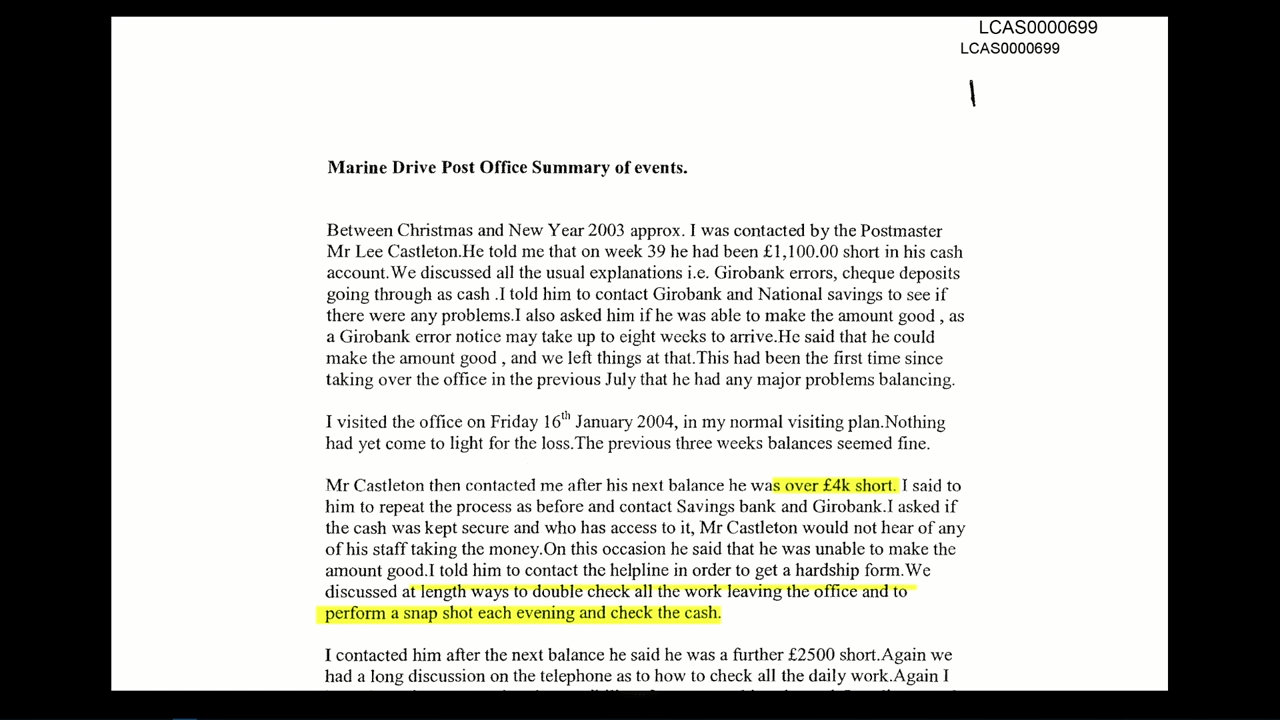 LCAS0000699
LCAS0000699
Marine Drive Post Office Summary of events.
Between Christmas and New Year 2003 approx. I was contacted by the Postmaster
Mr Lee Castleton.He told me that on week 39 he had been £1,100.00 short in his cash
account.We discussed all the usual explanations i.e. Girobank errors, cheque deposits
going through as cash .I told him to contact Girobank and National savings to see if
there were any problems.I also asked him if he was able to make the amount good , as
a Girobank error notice may take up to eight weeks to arrive.He said that he could
make the amount good , and we left things at that.This had been the first time since
taking over the office in the previous July that he had any major problems balancing.
I visited the office on Friday 16th January 2004, in my normal visiting plan.Nothing
had yet come to light for the loss.The previous three weeks balances seemed fine.
Mr Castleton then contacted me after his next balance he was over £4k short. I said to
him to repeat the process as before and contact Savings bank and Girobank.I asked if
the cash was kept secure and who has access to it, Mr Castleton would not hear of any
of his staff taking the money.On this occasion he said that he was unable to make the
amount good.I told him to contact the helpline in order to get a hardship form.We
discussed at length ways to double check all the work leaving the office and to
perform a snap shot each evening and check the cash.
I contacted him after the next balance he said he was a further £2500 short.Again we
had a long discussion on the telephone as to how to check all the daily work.Again I